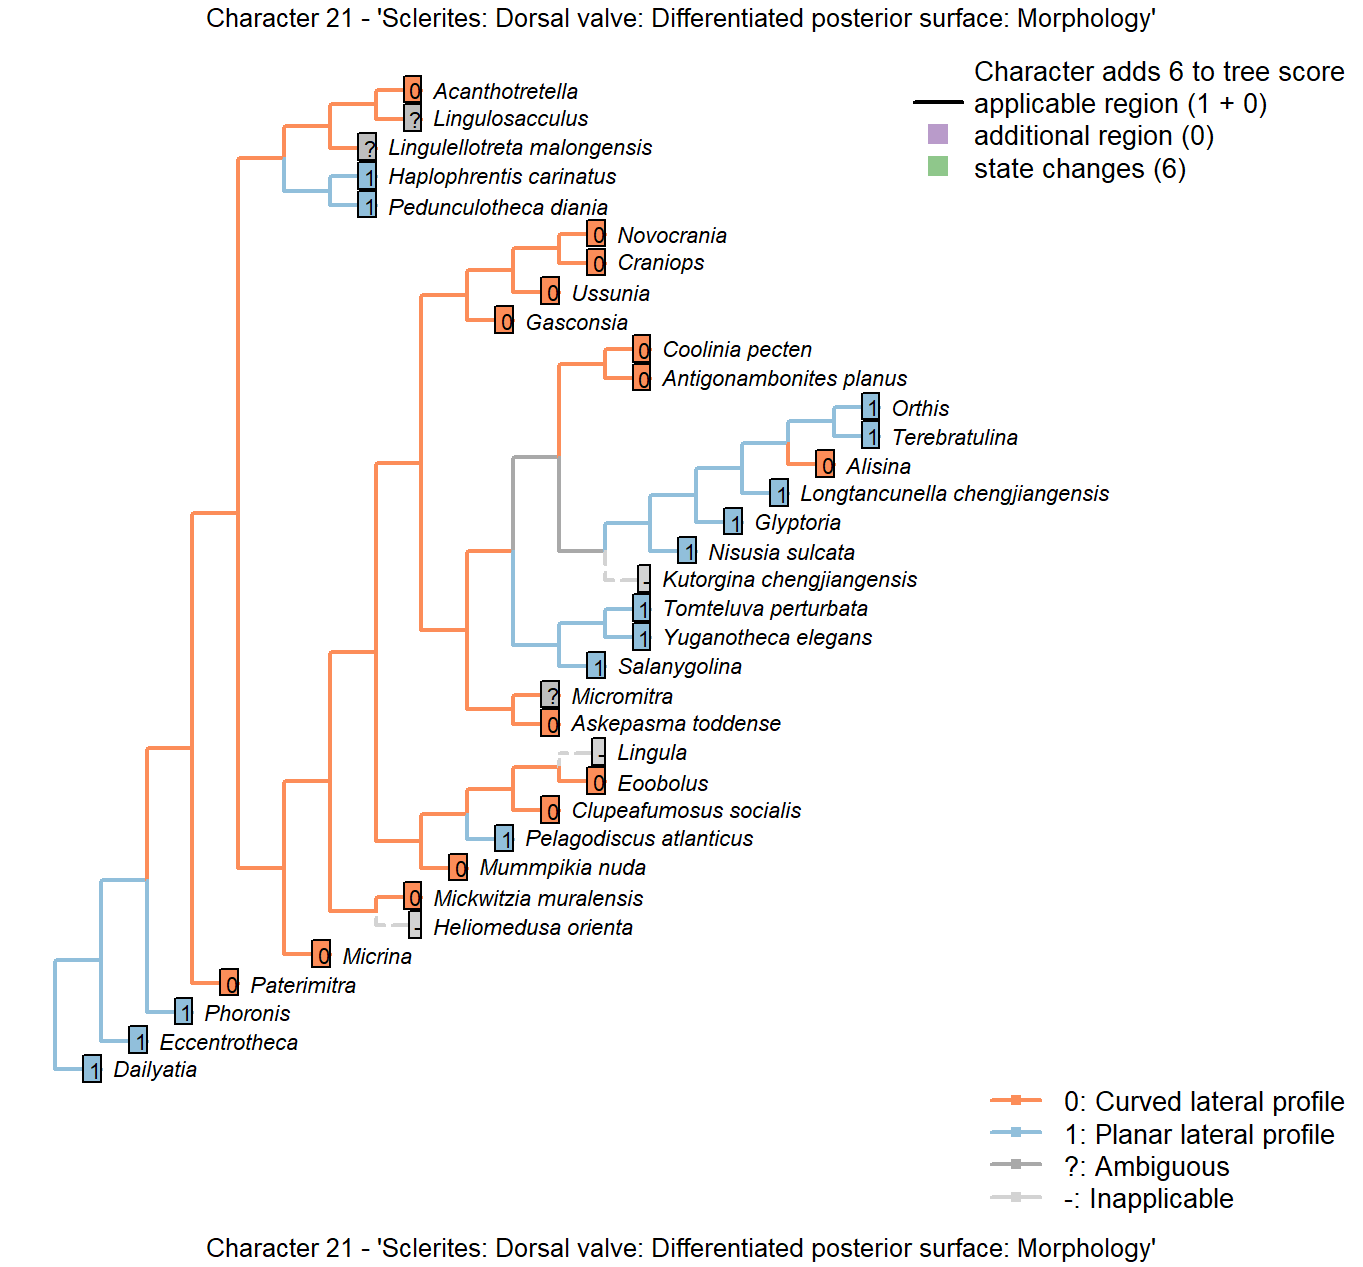 Character 21 - 'Sclerites: Dorsal valve: Differentiated posterior surface: Morphology'
Character adds 6 to tree score
applicable region (1 + 0)
additional region (0)
state changes (6)
0 Acanthotretella
? Lingulosacculus
? Lingulellotreta malongensis
1 Haplophrentis carinatus
1 Pedunculotheca diania
0 Novocrania
0 Craniops
0 Ussunia
0 Gasconsia
0 Coolinia pecten
0 Antigonambonites planus
1 Orthis
1 Terebratulina
0 Alisina
1 Longtancunella chengjiangensis
1 Glyptoria
1 Nisusia sulcata
- Kutorgina chengjiangensis
1 Tomteluva perturbata
1 Yuganotheca elegans
1 Salanygolina
? Micromitra
0 Askepasma toddense
- Lingula
0 Eoobolus
0 Clupeafumosus socialis
1 Pelagodiscus atlanticus
0 Mummpikia nuda
0 Mickwitzia muralensis
- Heliomedusa orienta
0 Micrina
0 Paterimitra
1 Phoronis
1 Eccentrotheca
1 Dailyatia
0: Curved lateral profile
1: Planar lateral profile
?: Ambiguous
-: Inapplicable
Character 21 - 'Sclerites: Dorsal valve: Differentiated posterior surface: Morphology'